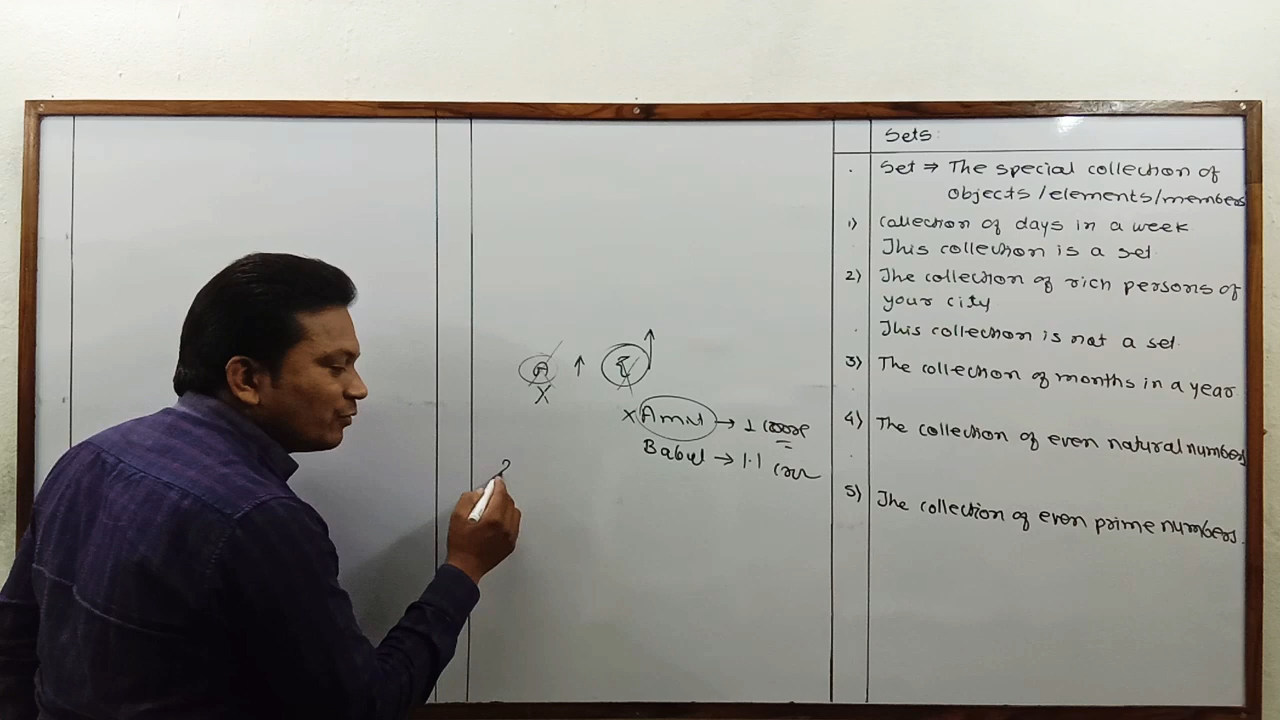 Sets:
Set ⇒ The special collection of
objects/elements/members
1) Collection of days in a week
This collection is a set.
2) The collection of rich persons of
your city
This collection is not a set.
3) The collection of months in a year
4) The collection of even natural numbers
5) The collection of even prime numbers.
A ↑
X
X → 1
Babul → 1.1